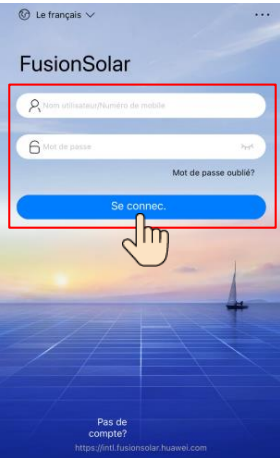 Le français
FusionSolar
Nom utilisateur/Numéro de mobile
Mot de passe
Mot de passe oublié?
Se connec.
Pas de
compte?
https://intl.fusionsolar.huawei.com